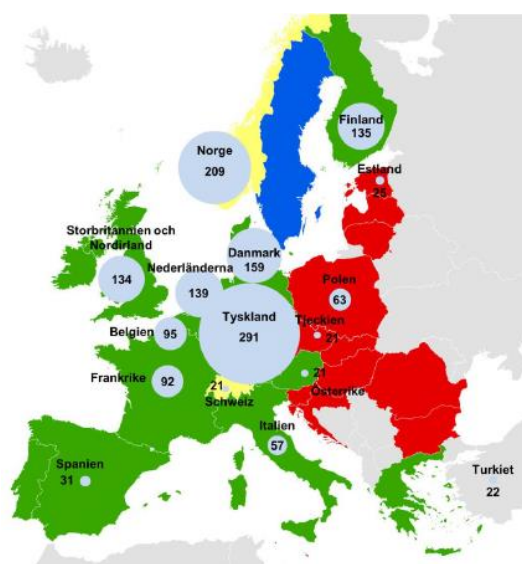 Finland
135
Norge
209
Estland
25
Storbritannien och
Nordirland
134
Danmark
159
Nederländerna
139
Polen
63
Tyskland
291
Tjeckien
21
Belgien
95
Frankrike
92
21
Schweiz
21
Österrike
Italien
57
Spanien
31
Turkiet
22